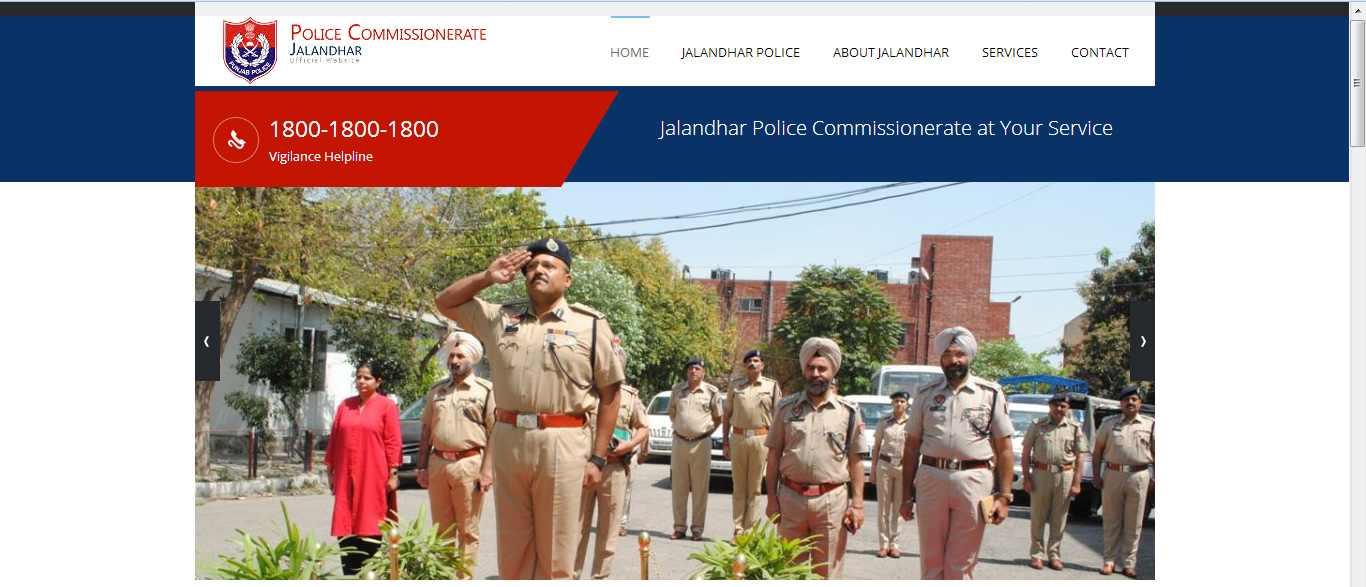 POLICE COMMISSIONERATE
JALANDHAR
Official Website
PUNJAB POLICE
HOME
JALANDHAR POLICE
ABOUT JALANDHAR
SERVICES
CONTACT
1800-1800-1800
Vigilance Helpline
Jalandhar Police Commissionerate at Your Service